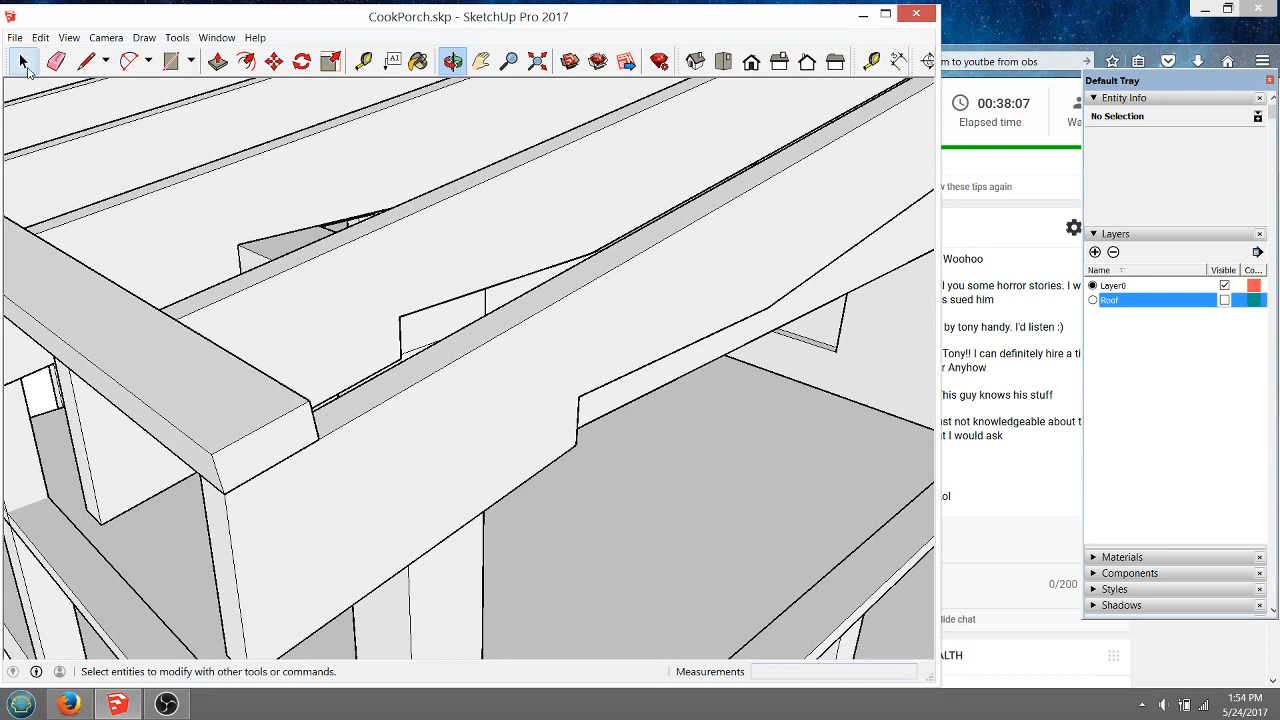 CookPorch.skp - SketchUp Pro 2017
File Edit View Camera Draw Tools Window Help
A1
m to youtbe from obs
Default Tray
Entity Info
No Selection
00:38:07
Elapsed time
Wa
w these tips again
Layers
Name Visible Co...
Layer0
Roof
Woohoo
l you some horror stories. I w
s sued him
by tony handy. I'd listen :)
Tony!! I can definitely hire a ti
r Anyhow
his guy knows his stuff
ust not knowledgeable about t
t I would ask
ol
0/200
lide chat
ALTH
Materials
Components
Styles
Shadows
Select entities to modify with other tools or commands.
Measurements
1:54 PM
5/24/2017